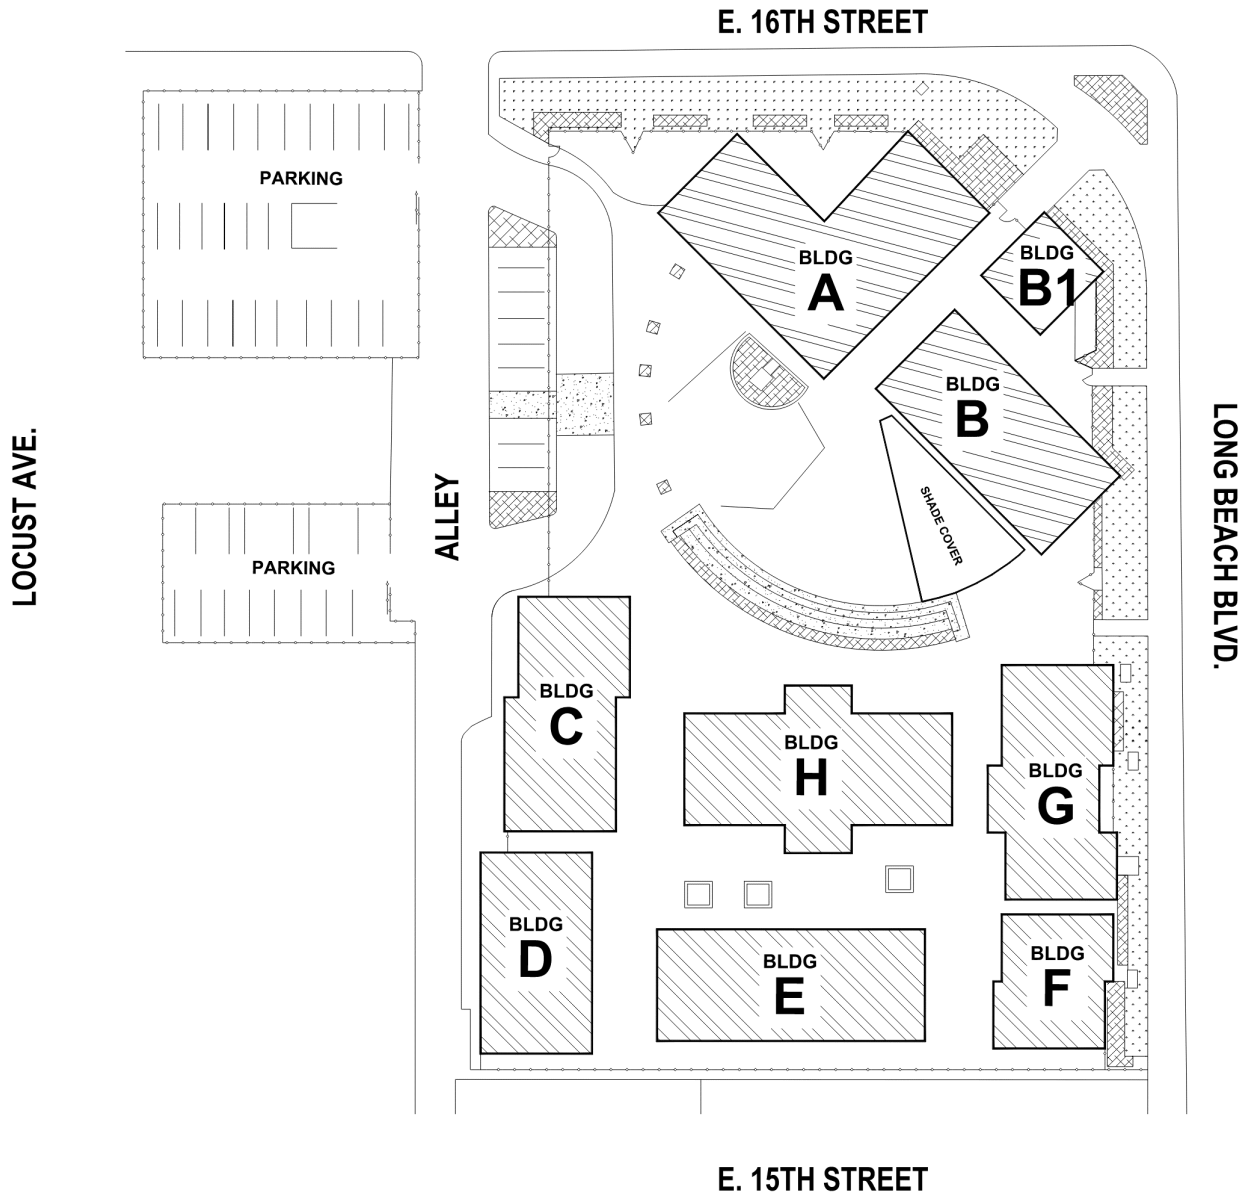 E. 16TH STREET
PARKING
BLDG
A
BLDG
B1
BLDG
B
LOCUST AVE.
ALLEY
SHADE COVER
LONG BEACH BLVD.
PARKING
BLDG
C
BLDG
H
BLDG
G
BLDG
D
BLDG
E
BLDG
F
E. 15TH STREET